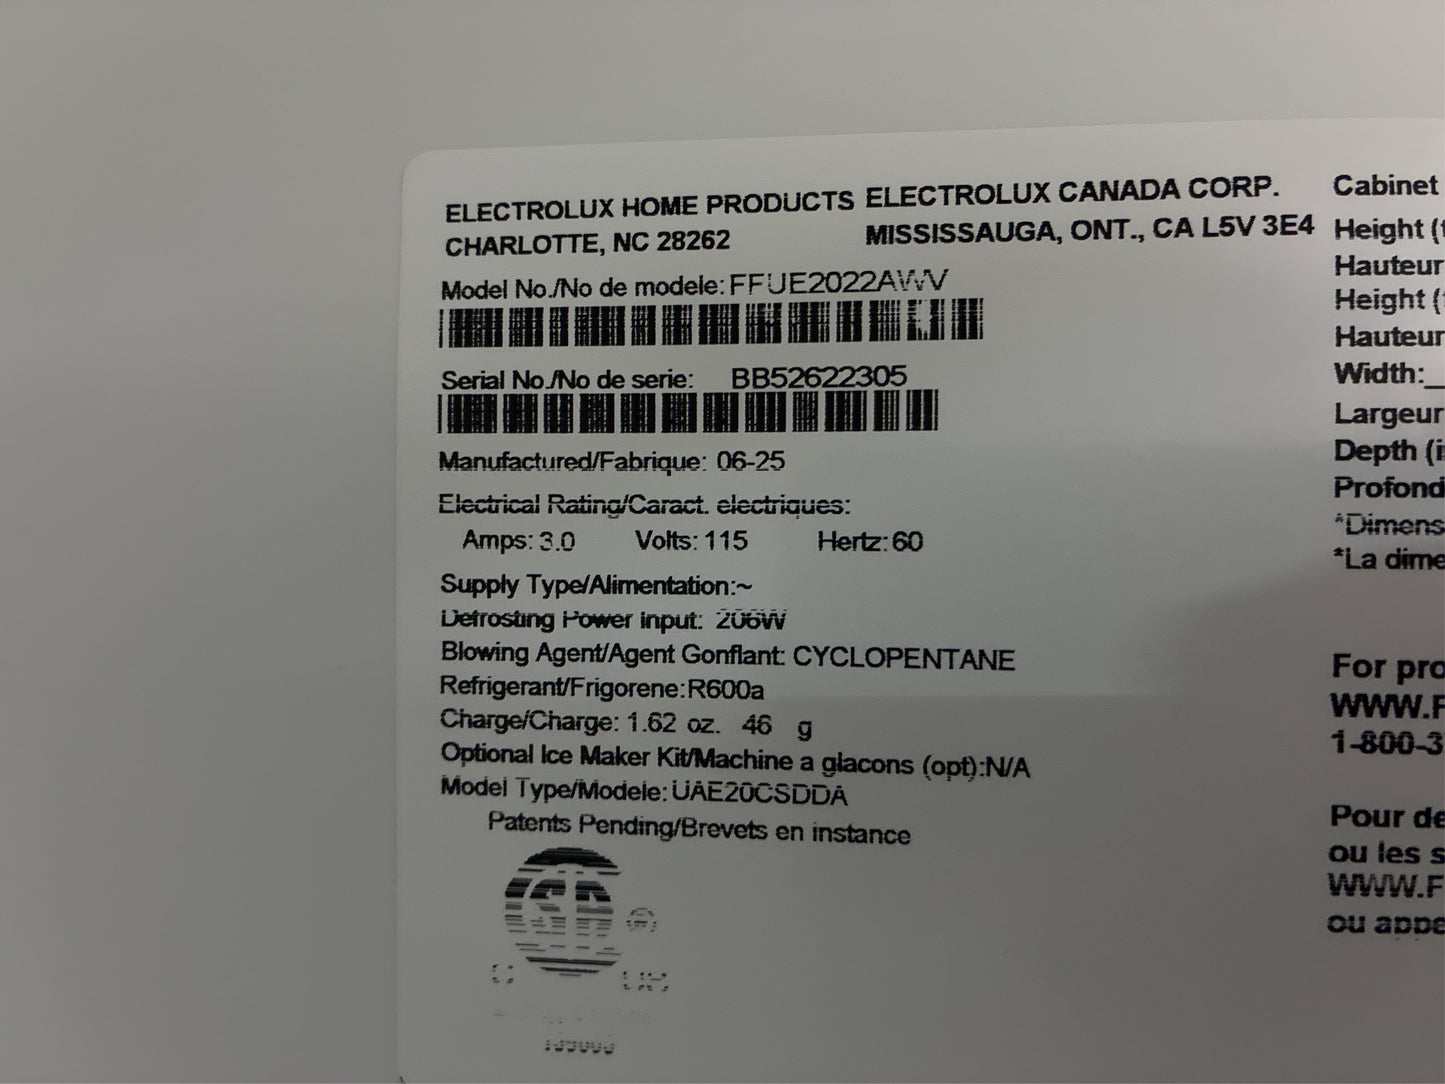 ELECTROLUX HOME PRODUCTS
CHARLOTTE, NC 28262
ELECTROLUX CANADA CORP.
MISSISSAUGA, ONT., CA L5V 3E4
Model No./No de modele: FFUE2022AWV
Serial No./No de serie: BB52622305
Manufactured/Fabrique: 06-25
Electrical Rating/Caract. electriques:
Amps: 3.0 Volts: 115 Hertz: 60
Supply Type/Alimentation:~
Defrosting Power Input: 206W
Blowing Agent/Agent Gonflant: CYCLOPENTANE
Refrigerant/Frigorene:R600a
Charge/Charge: 1.62 oz. 46 g
Optional Ice Maker Kit/Machine a glacons (opt):N/A
Model Type/Modele: UAE20CSDDA
Patents Pending/Brevets en instance
Cabinet
Height (
Hauteur
Height (
Hauteur
Width:_
Largeur
Depth (i
Profond
*Dimens
*La dime
For pro
WWW.F
1-800-3
Pour de
ou les s
WWW.F
ou appe